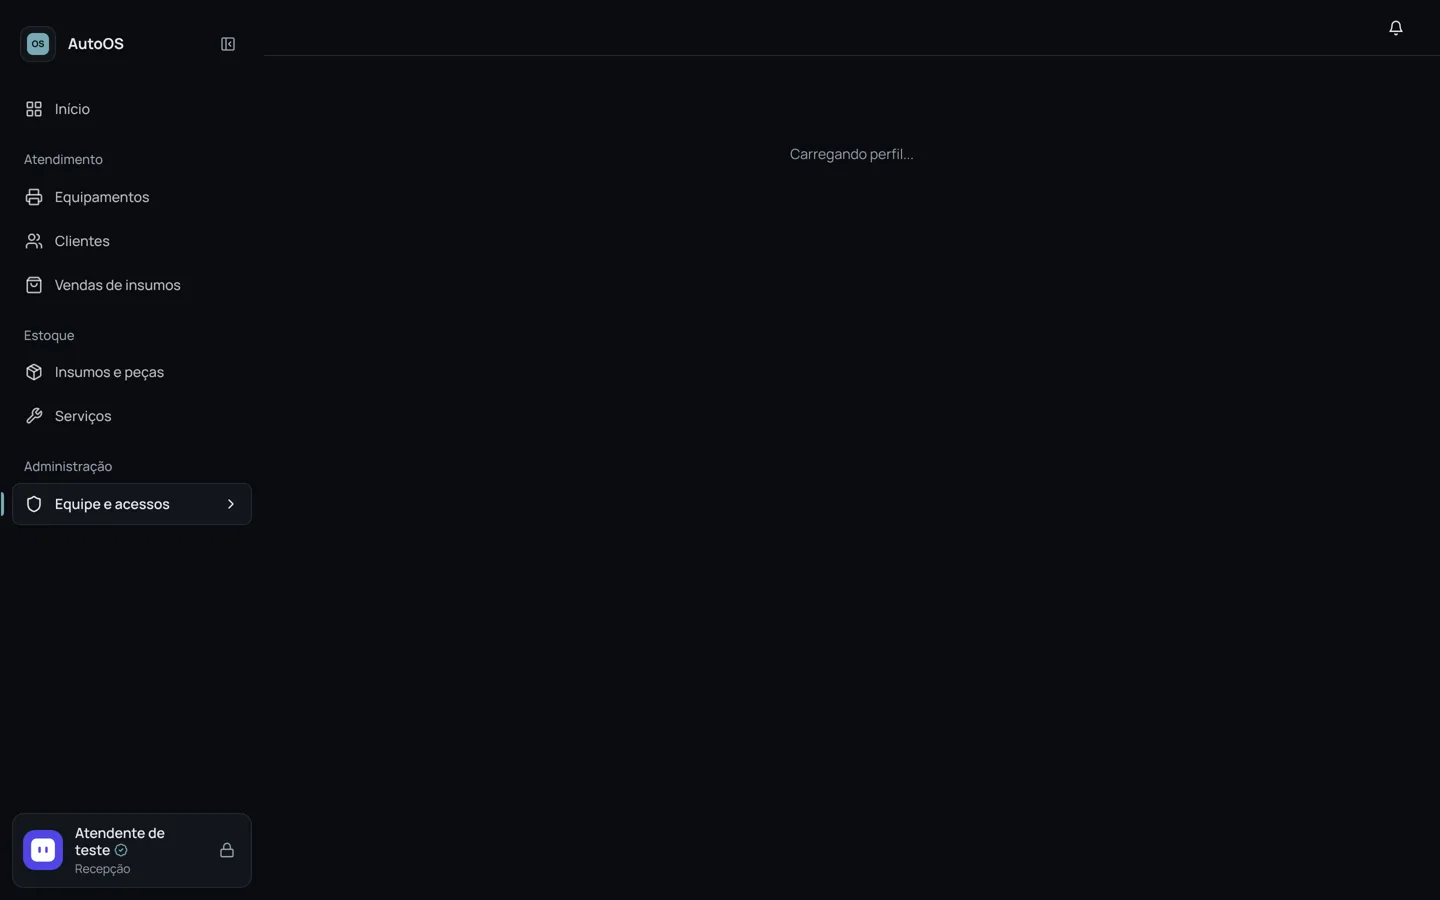 OS
AutoOS
Início
Atendimento
Equipamentos
Clientes
Vendas de insumos
Estoque
Insumos e peças
Serviços
Administração
Equipe e acessos
Carregando perfil...
Atendente de
teste
Recepção